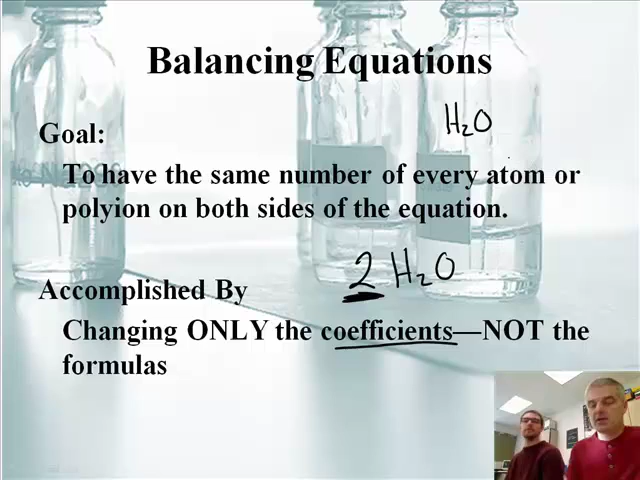 Balancing Equations
H₂O
Goal:
To have the same number of every atom or
polyion on both sides of the equation.
2 H₂O
Accomplished By
Changing ONLY the coefficients—NOT the
formulas